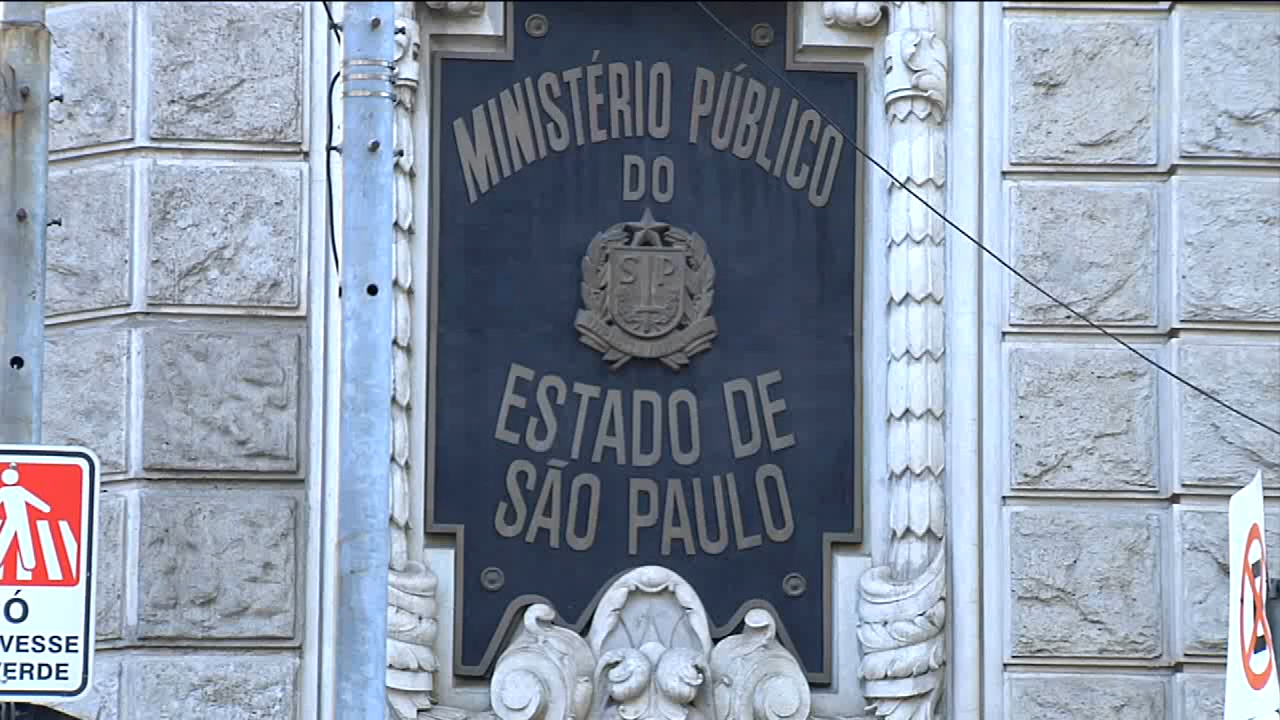 MINISTÉRIO PÚBLICO
DO
SP
ESTADO DE
SÃO PAULO
Ó
VESSE
VERDE